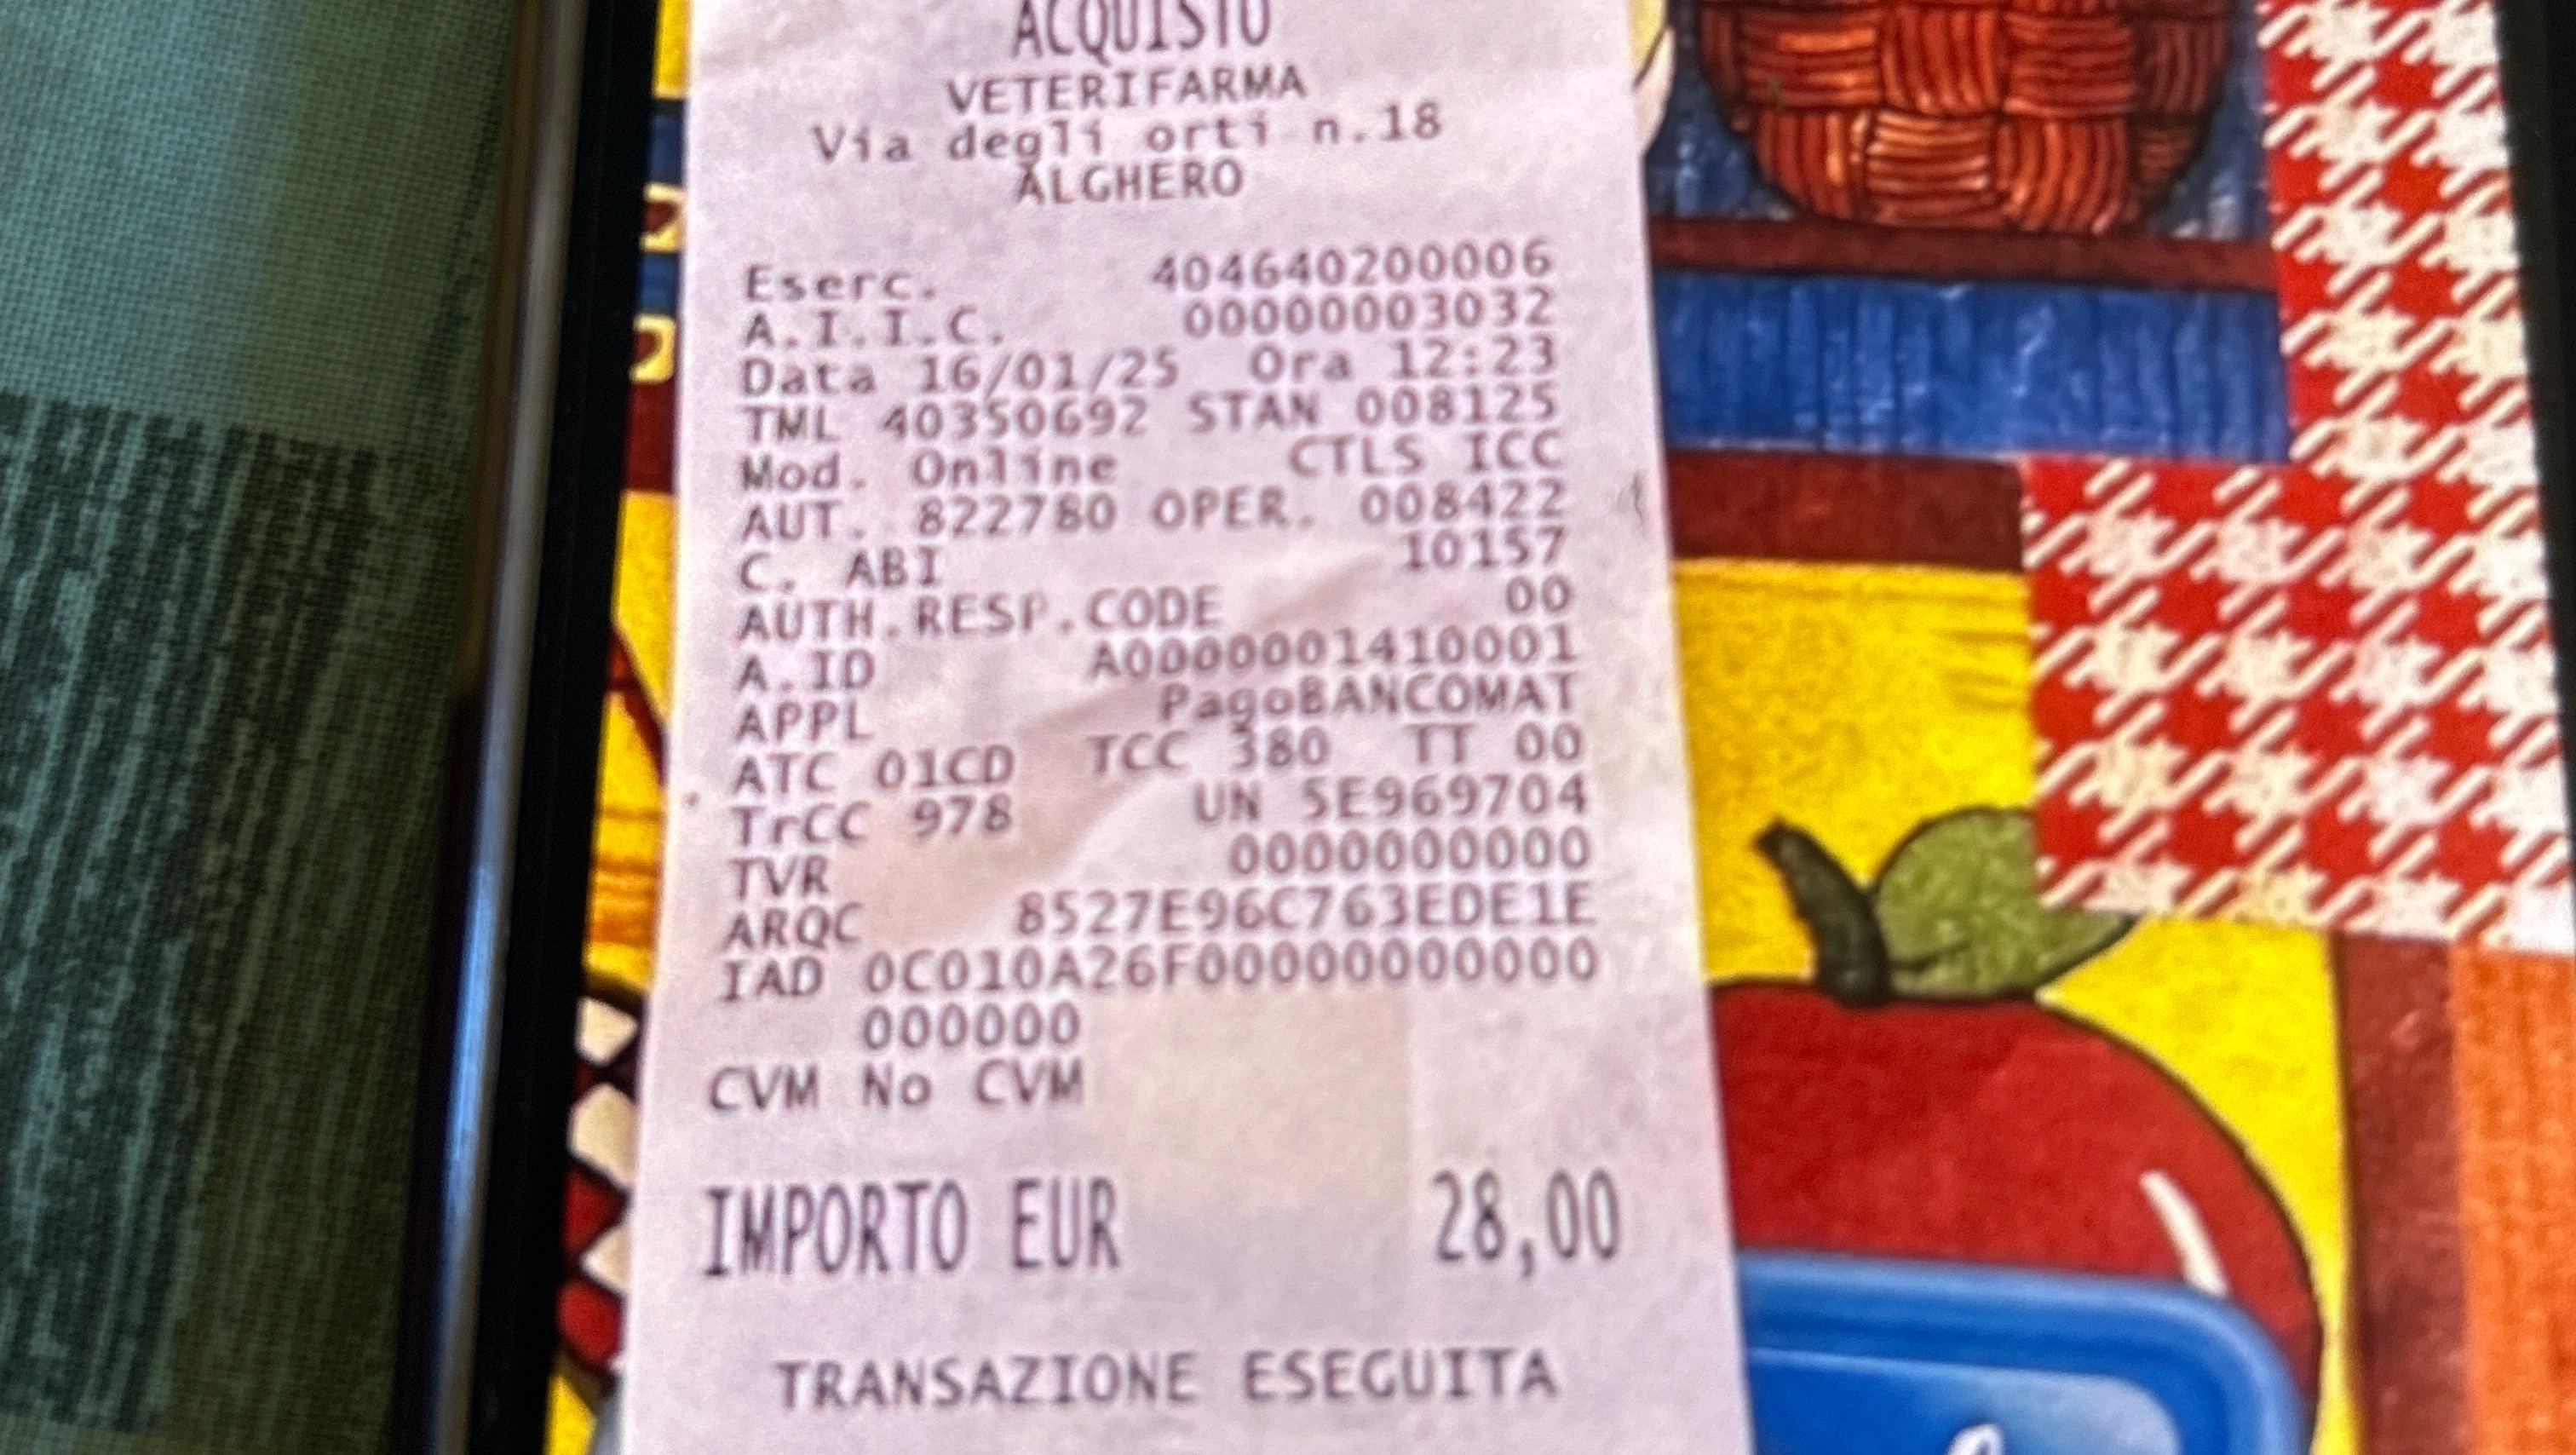 ACQUISTO
VETERIFARMA
Via degli orti n.18
ALGHERO
Eserc. 404640200006
A.I.I.C. 00000003032
Data 16/01/25 Ora 12:23
TML 40350692 STAN 008125
Mod. Online CTLS ICC
AUT. 822780 OPER. 008422
C. ABI 10157
AUTH.RESP.CODE 00
A.ID A0000001410001
APPL PagoBANCOMAT
ATC 01CD TCC 380 TT 00
TrCC 978 UN 5E969704
TVR 0000000000
ARQC 8527E96C763EDE1E
IAD 0C010A26F00000000000
000000
CVM No CVM
IMPORTO EUR 28,00
TRANSAZIONE ESEGUITA